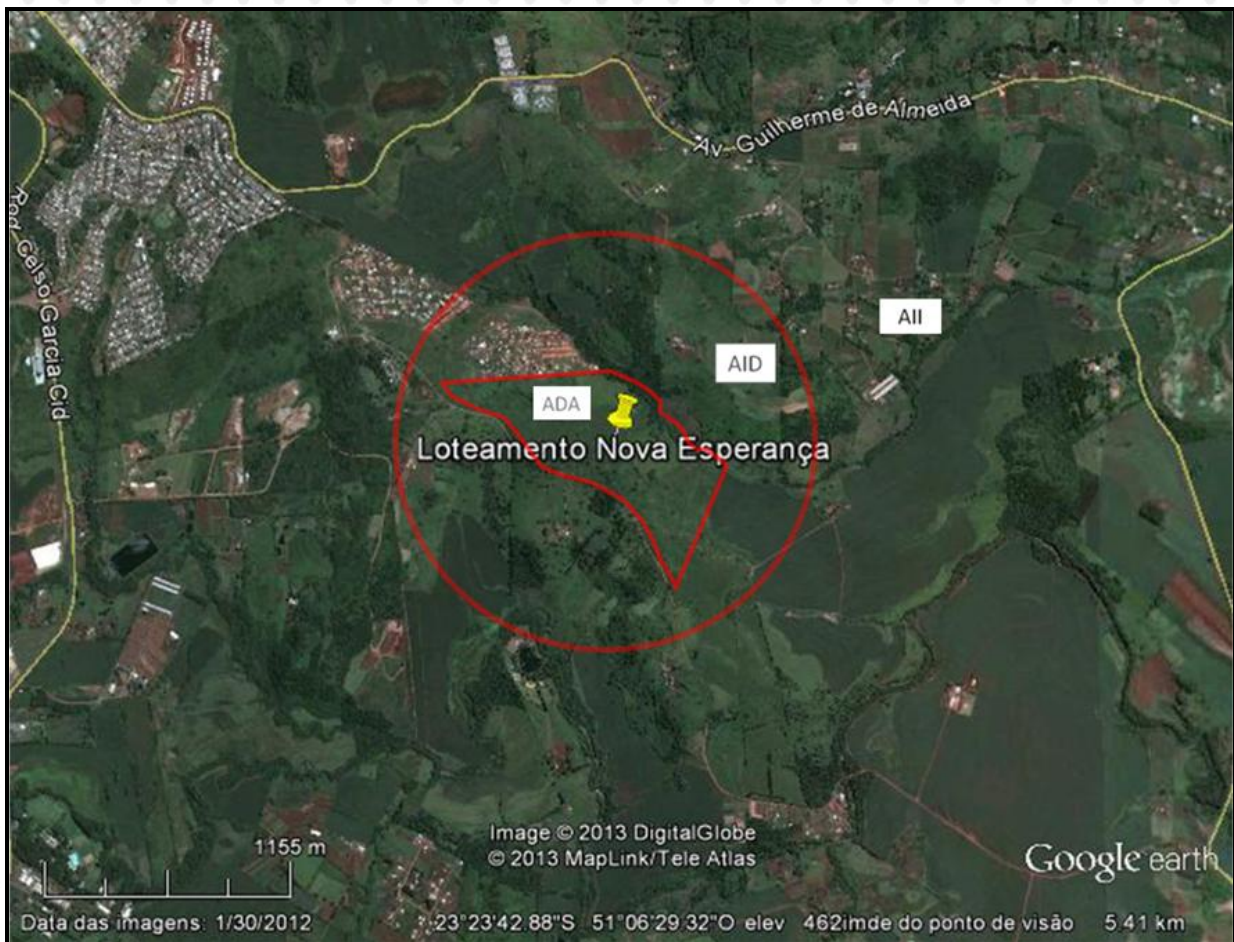 Av. Guilherme de Almeida
Rod. Celso Garcia Cid
AII
AID
ADA
Loteamento Nova Esperança
1155 m
Image © 2013 DigitalGlobe
© 2013 MapLink/Tele Atlas
Google earth
Data das imagens: 1/30/2012 23°23'42.88"S 51°06'29.32"O elev 462imde do ponto de visão 5.41 km